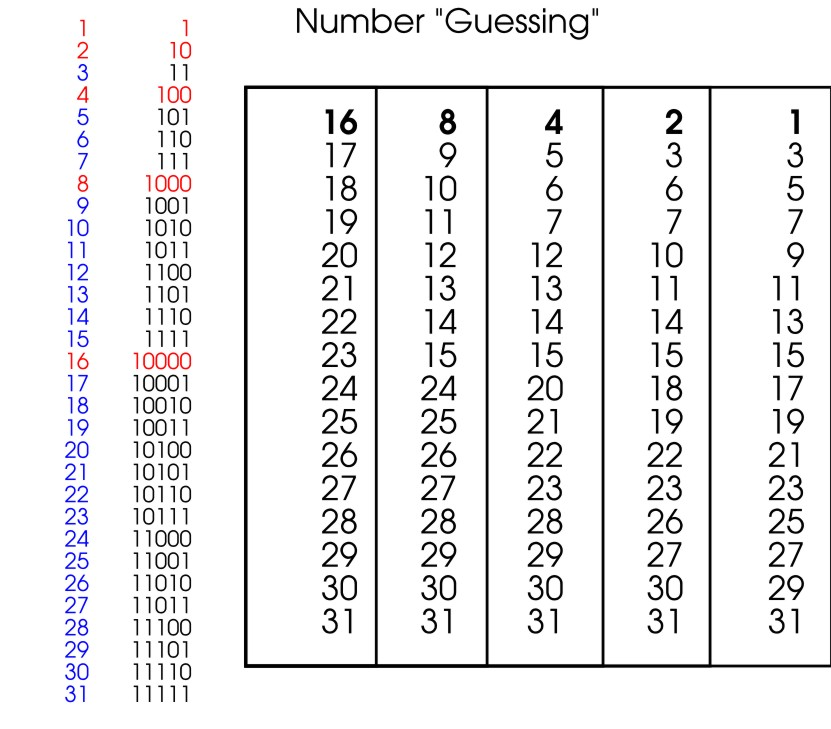 Number "Guessing"
1 1
2 10
3 11
4 100
5 101
6 110
7 111
8 1000
9 1001
10 1010
11 1011
12 1100
13 1101
14 1110
15 1111
16 10000
17 10001
18 10010
19 10011
20 10100
21 10101
22 10110
23 10111
24 11000
25 11001
26 11010
27 11011
28 11100
29 11101
30 11110
31 11111
16 8 4 2 1
17 9 5 3 3
18 10 6 6 5
19 11 7 7 7
20 12 12 10 9
21 13 13 11 11
22 14 14 14 13
23 15 15 15 15
24 24 20 18 17
25 25 21 19 19
26 26 22 22 21
27 27 23 23 23
28 28 28 26 25
29 29 29 27 27
30 30 30 30 29
31 31 31 31 31